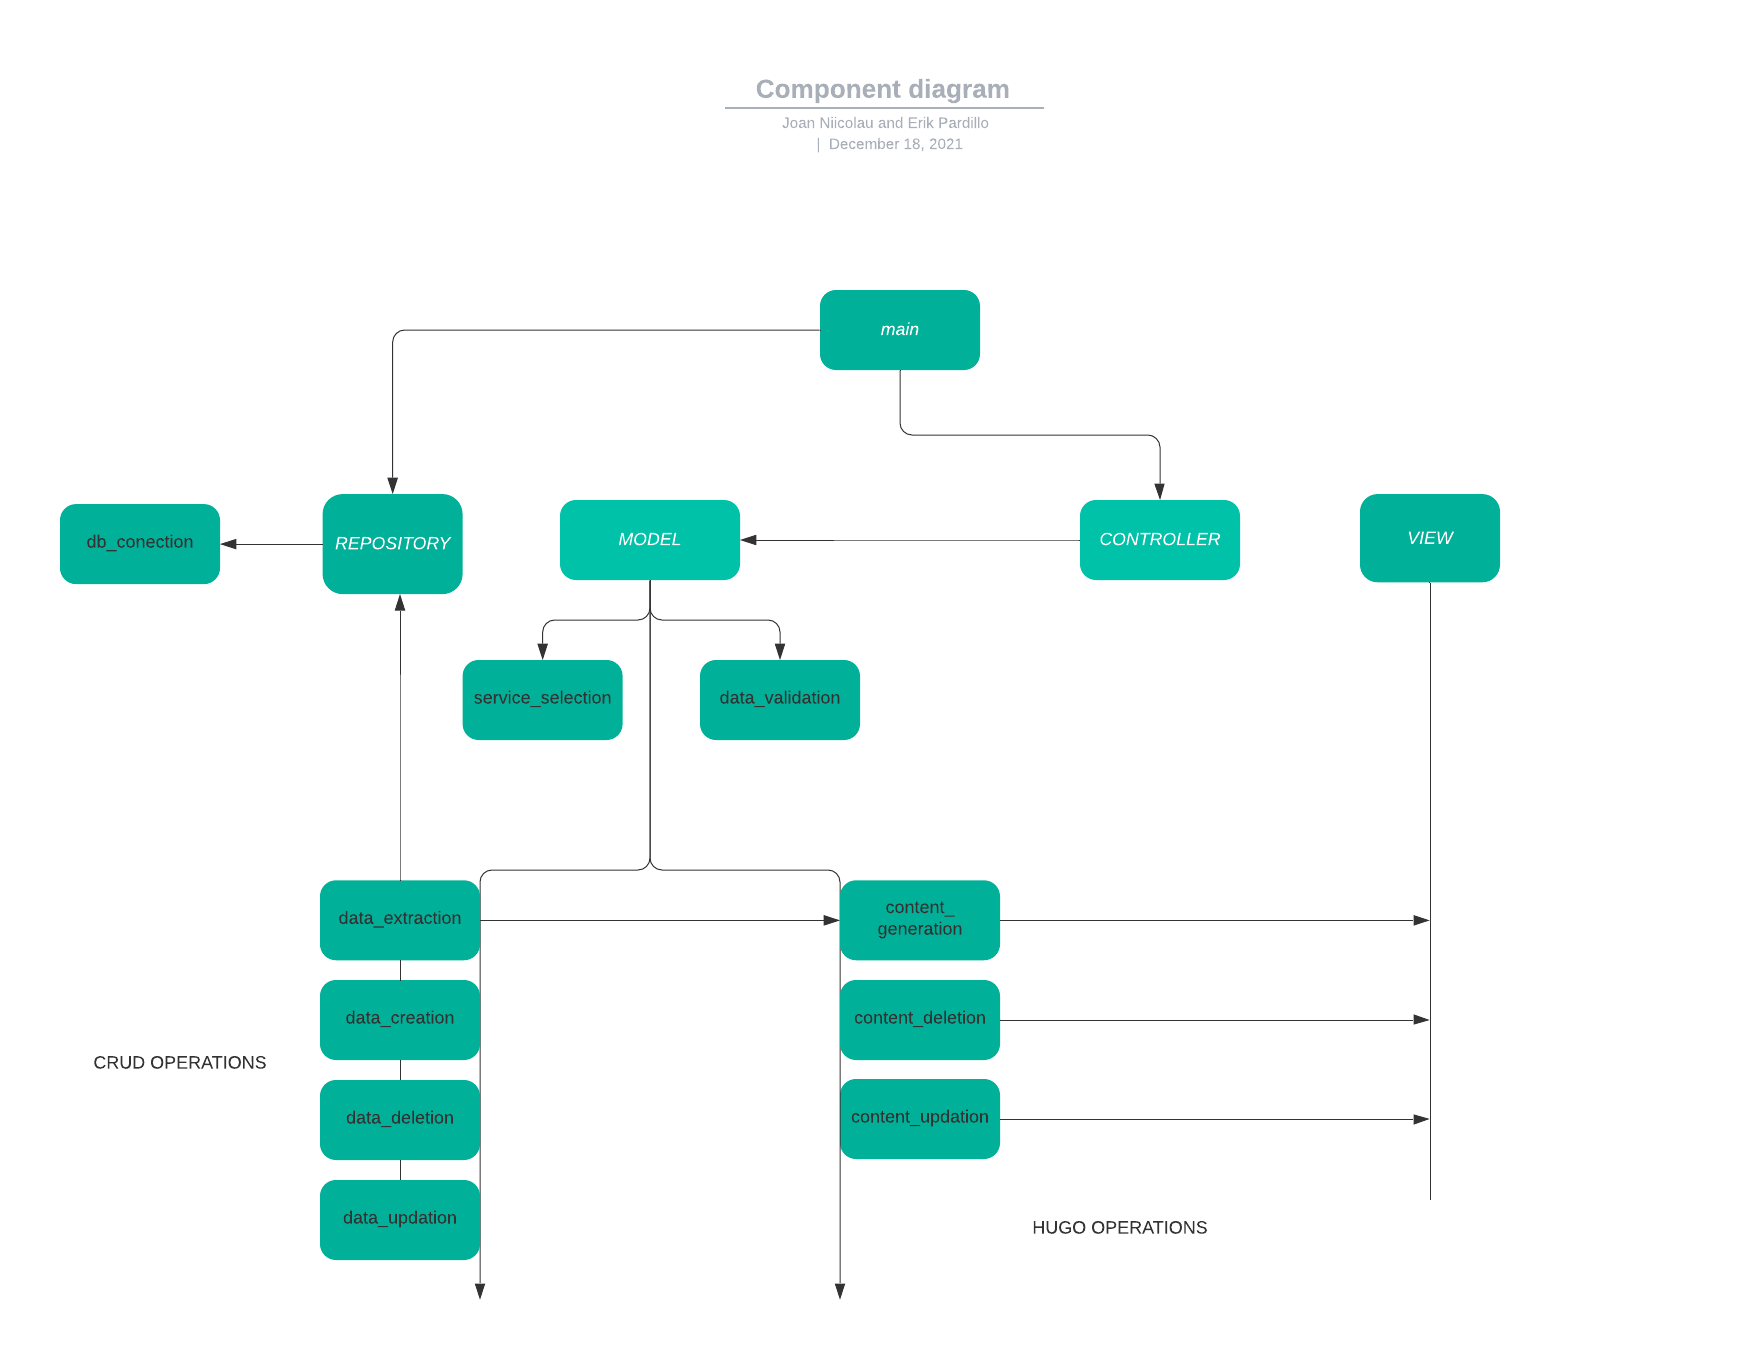 Component diagram
Joan Niicolau and Erik Pardillo
| December 18, 2021
main
db_conection
REPOSITORY
MODEL
CONTROLLER
VIEW
service_selection
data_validation
data_extraction
content_
generation
data_creation
content_deletion
CRUD OPERATIONS
data_deletion
content_updation
data_updation
HUGO OPERATIONS